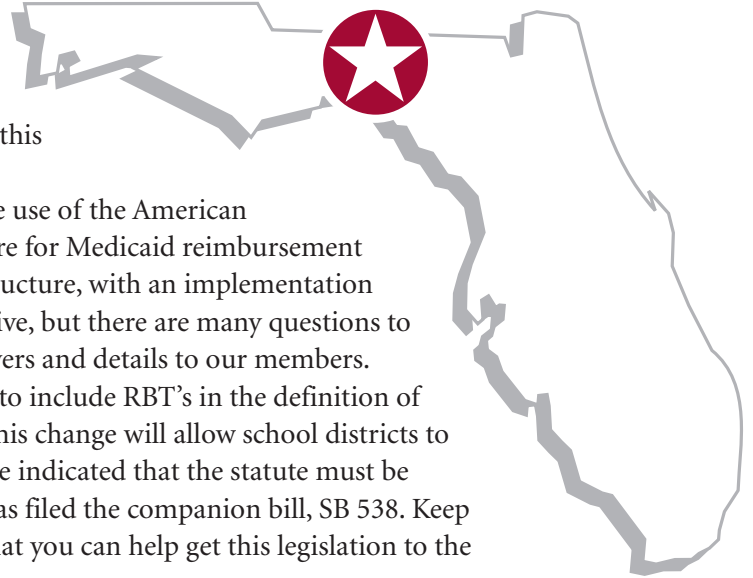 this
use of the American
re for Medicaid reimbursement
ucture, with an implementation
ive, but there are many questions to
vers and details to our members.
to include RBT’s in the definition of
his change will allow school districts to
e indicated that the statute must be
as filed the companion bill, SB 538. Keep
hat you can help get this legislation to the